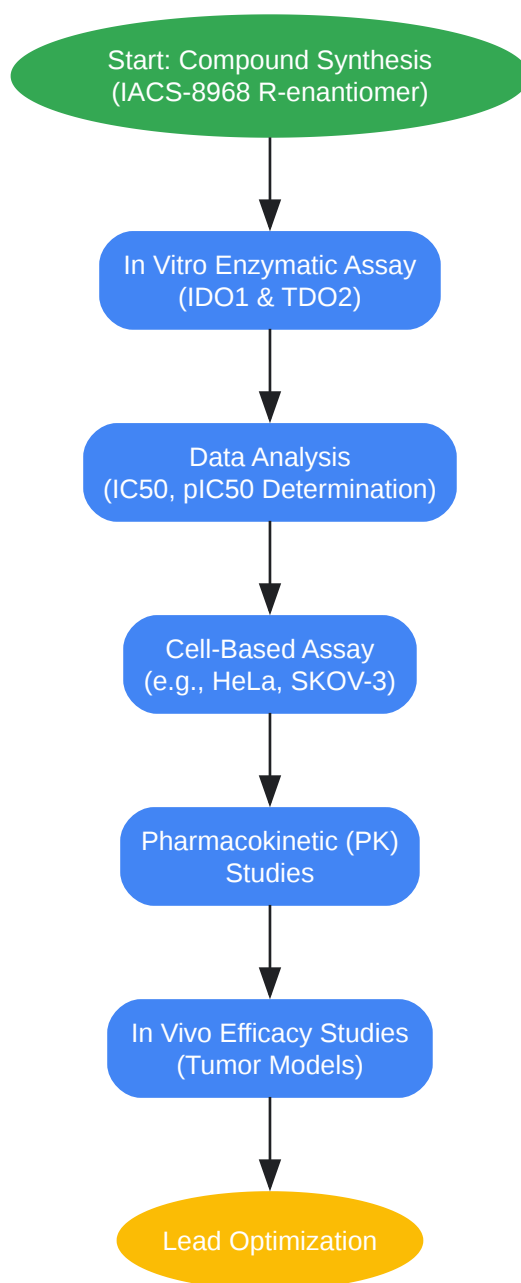 Start: Compound Synthesis
(IACS-8968 R-enantiomer)
In Vitro Enzymatic Assay
(IDO1 & TDO2)
Data Analysis
(IC50, pIC50 Determination)
Cell-Based Assay
(e.g., HeLa, SKOV-3)
Pharmacokinetic (PK)
Studies
In Vivo Efficacy Studies
(Tumor Models)
Lead Optimization